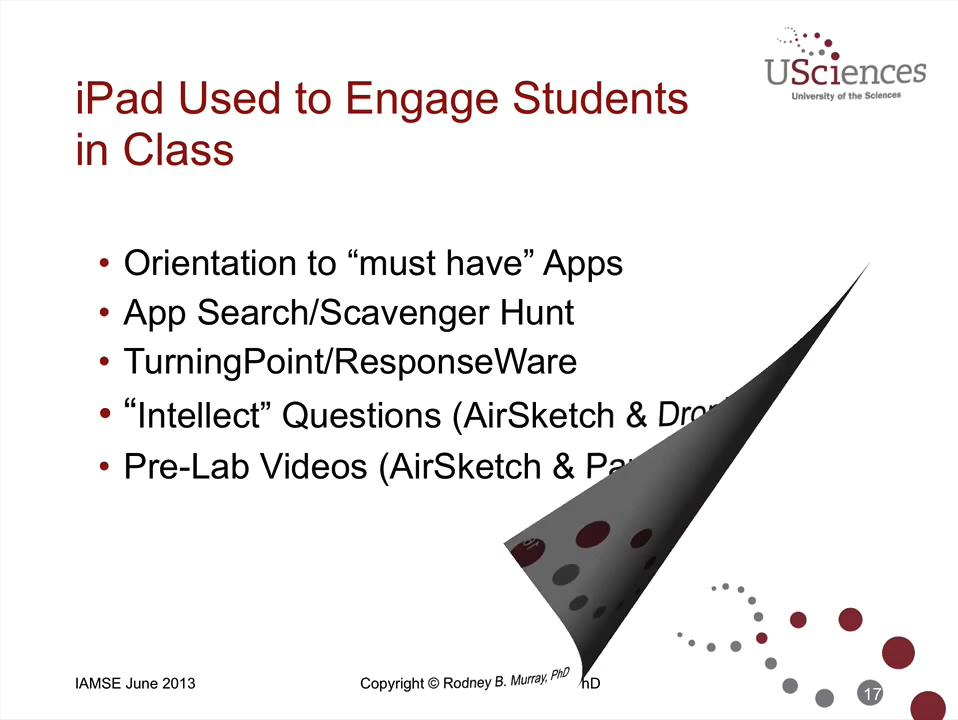 USciences
University of the Sciences
iPad Used to Engage Students
in Class
• Orientation to “must have” Apps
• App Search/Scavenger Hunt
• TurningPoint/ResponseWare
• “Intellect” Questions (AirSketch &
• Pre-Lab Videos (AirSketch &
IAMSE June 2013
Copyright © Rodney B. Murray, PhD
hD
17